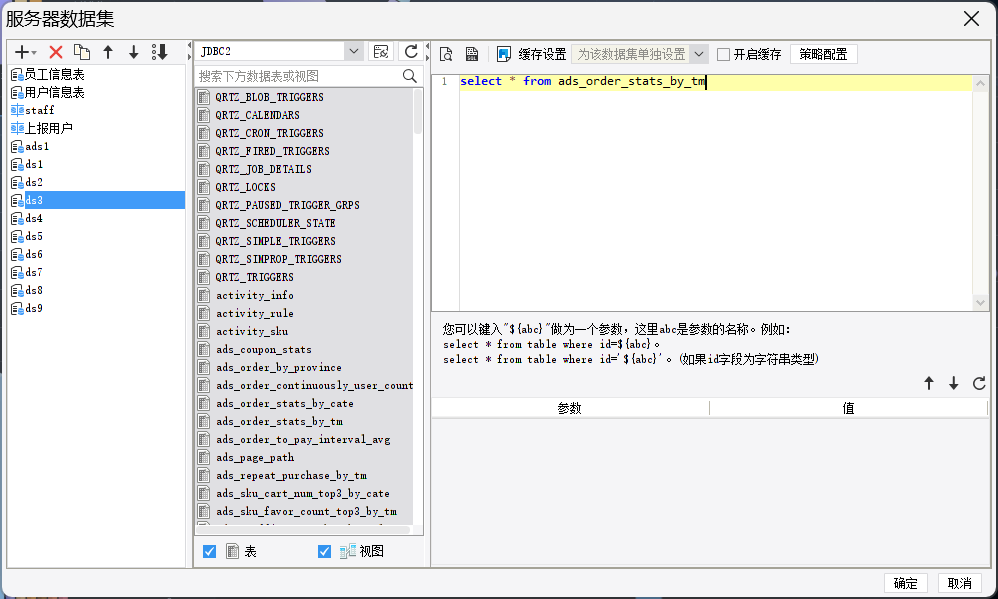 服务器数据集
员工信息表
用户信息表
staff
上报用户
ads1
ds1
ds2
ds3
ds4
ds5
ds6
ds7
ds8
ds9
JDBC2
搜索下方数据表或视图
QRTZ_BLOB_TRIGGERS
QRTZ_CALENDARS
QRTZ_CRON_TRIGGERS
QRTZ_FIRED_TRIGGERS
QRTZ_JOB_DETAILS
QRTZ_LOCKS
QRTZ_PAUSED_TRIGGER_GRPS
QRTZ_SCHEDULER_STATE
QRTZ_SIMPLE_TRIGGERS
QRTZ_SIMPROP_TRIGGERS
QRTZ_TRIGGERS
activity_info
activity_rule
activity_sku
ads_coupon_stats
ads_order_by_province
ads_order_continuously_user_count
ads_order_stats_by_cate
ads_order_stats_by_tm
ads_order_to_pay_interval_avg
ads_page_path
ads_repeat_purchase_by_tm
ads_sku_cart_num_top3_by_cate
ads_sku_favor_count_top3_by_tm
表 视图
缓存设置 为该数据集单独设置 开启缓存 策略配置
1 select * from ads_order_stats_by_tm
您可以键入"${abc}"做为一个参数，这里abc是参数的名称。例如：
select * from table where id=${abc}。
select * from table where id='${abc}'。(如果id字段为字符串类型)
参数 值
确定 取消